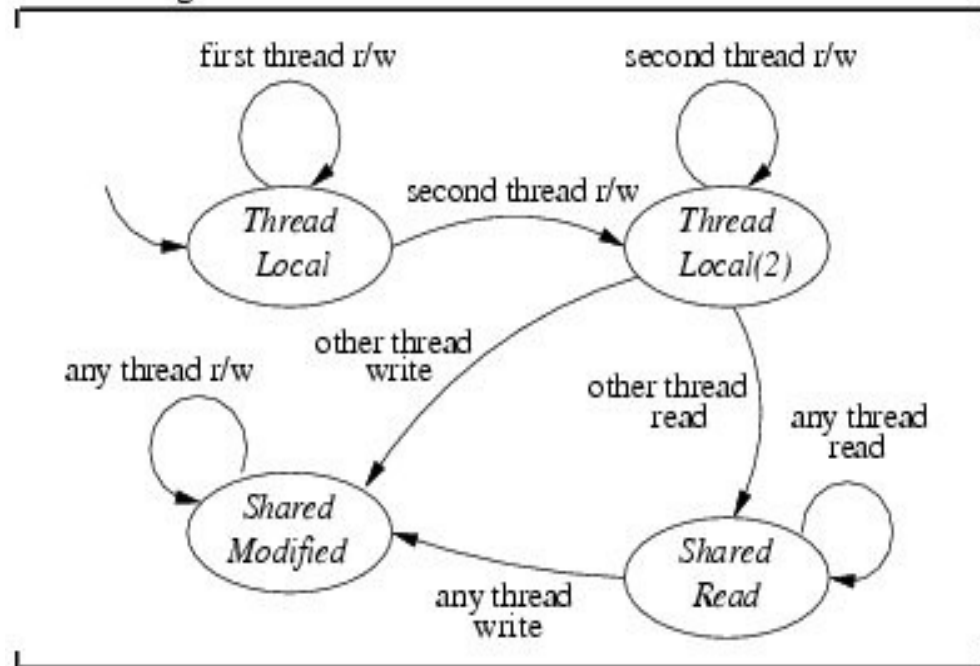 first thread r/w
second thread r/w
second thread r/w
Thread
Local
Thread
Local(2)
other thread
write
any thread r/w
other thread
read
any thread
read
Shared
Modified
Shared
Read
any thread
write